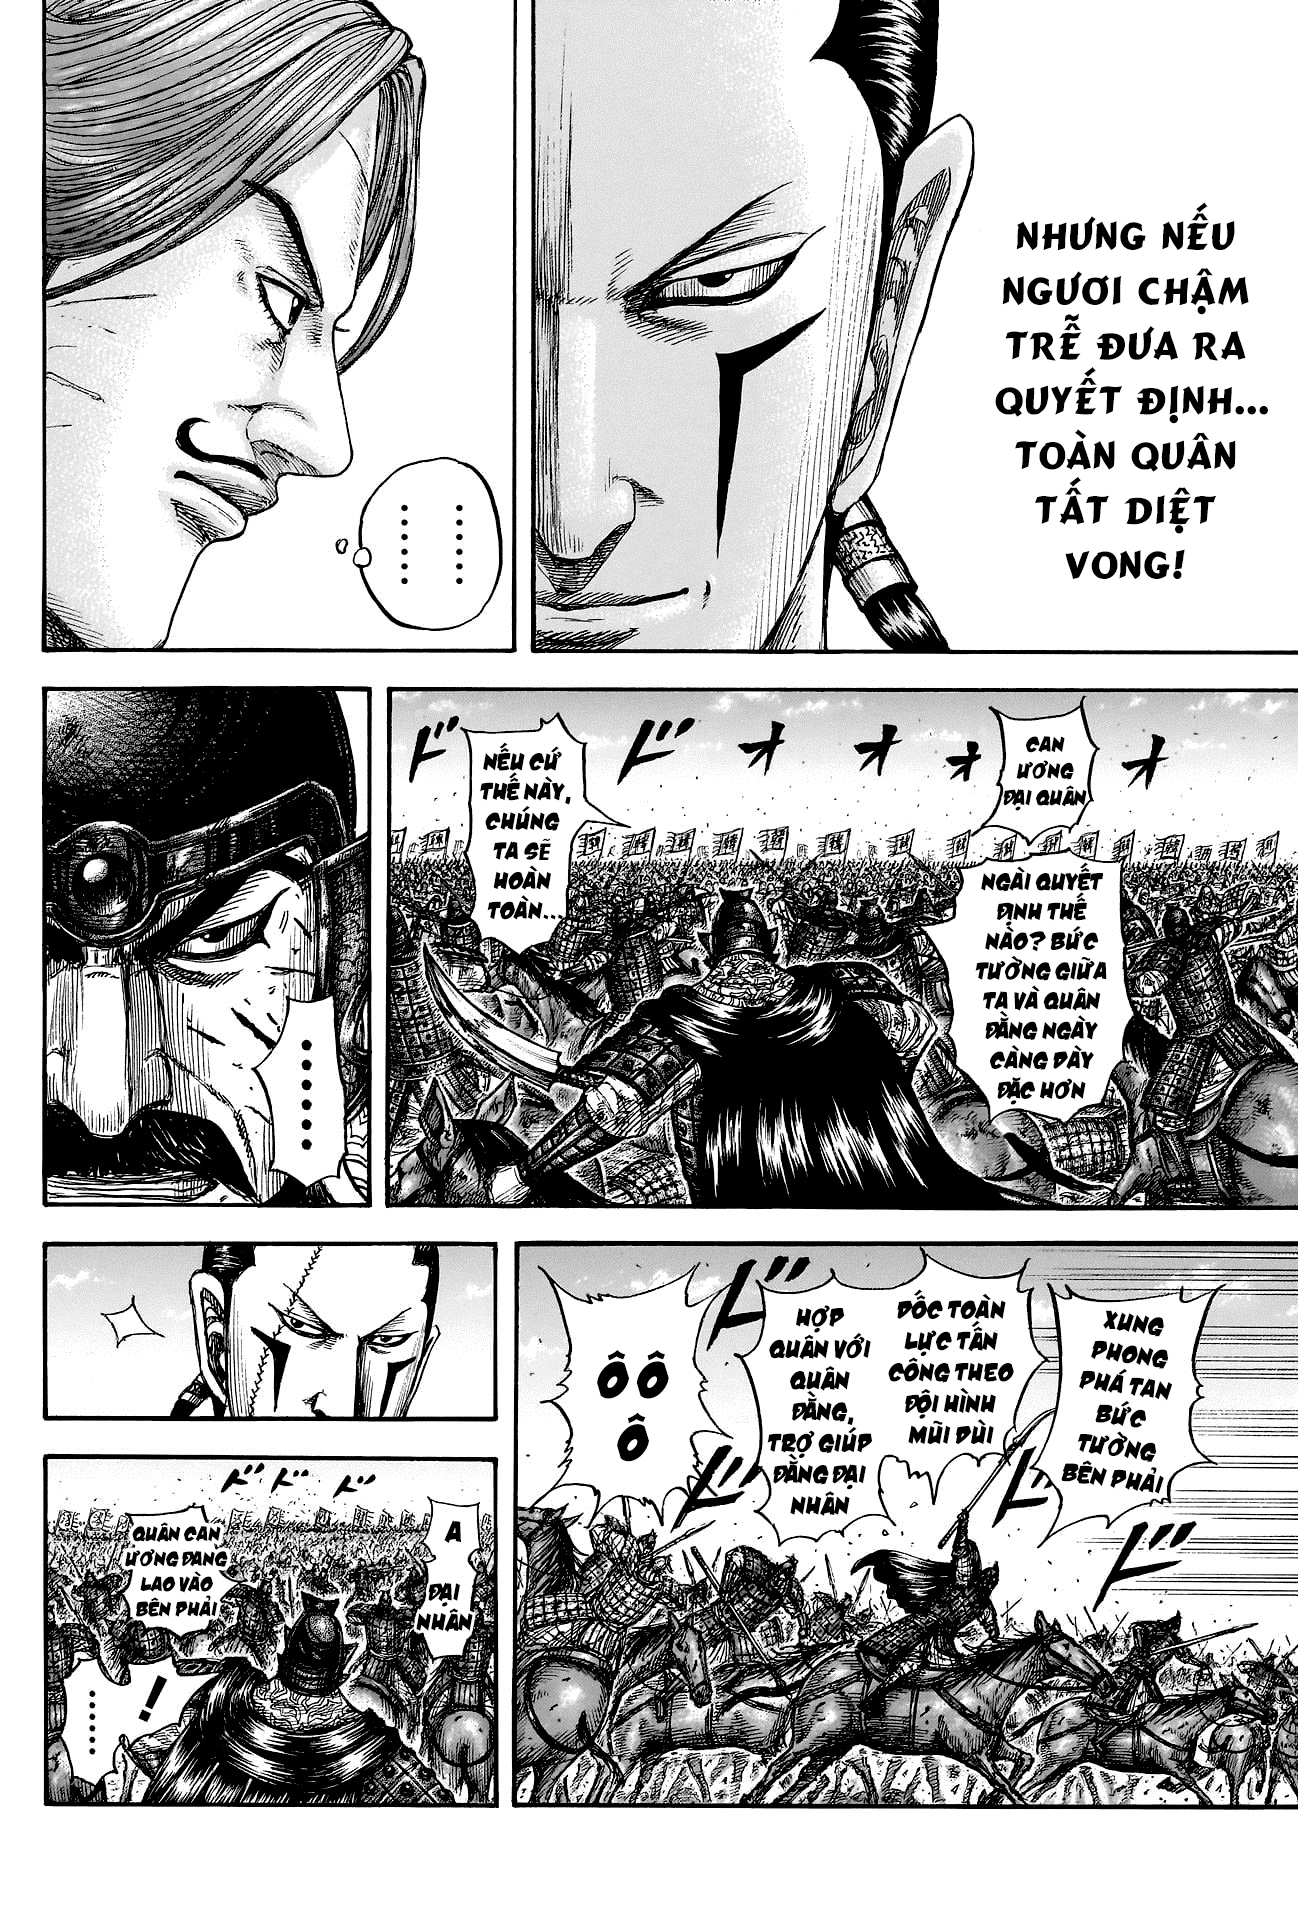 NHƯNG NẾU
NGƯƠI CHẬM
TRỄ ĐƯA RA
QUYẾT ĐỊNH...
TOÀN QUÂN
TẤT DIỆT
VONG!
CAN
ƯƠNG
ĐẠI QUÂN
NGÀI QUYẾT
ĐỊNH THẾ
NÀO? BỨC
TƯỜNG GIỮA
TA VÀ QUÂN
ĐẰNG NGÀY
CÀNG DÀY
ĐẶC HƠN
NẾU CỨ
THẾ NÀY,
CHÚNG
TA SẼ
HOÀN
TOÀN...
ドドオオオオ
XUNG
PHONG
PHÁ TAN
BỨC
TƯỜNG
BÊN PHẢI
DỐC TOÀN
LỰC TẤN
CÔNG THEO
ĐỘI HÌNH
MŨI DÙI
HỢP
QUÂN VỚI
QUÂN
ĐẰNG,
TRỢ GIÚP
ĐẰNG ĐẠI
NHÂN
Ô Ô
Ô
ド
ド
ド
ド
A
ĐẠI
NHÂN
QUÂN CAN
ƯƠNG ĐANG
LAO VÀO
BÊN PHẢI
!
ドドド